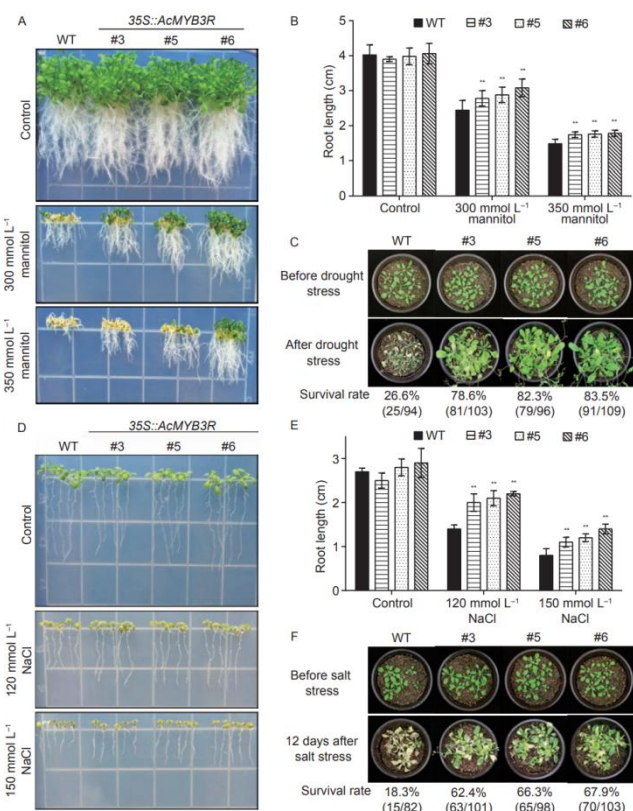 A
35S::AcMYB3R
WT #3 #5 #6
Control
300 mmol L⁻¹
mannitol
350 mmol L⁻¹
mannitol
B
WT #3 #5 #6
Root length (cm)
5
4
3
2
1
0
** ** **
** ** **
Control 300 mmol L⁻¹ 350 mmol L⁻¹
mannitol mannitol
C
WT #3 #5 #6
Before drought
stress
After drought
stress
Survival rate 26.6% 78.6% 82.3% 83.5%
(25/94) (81/103) (79/96) (91/109)
D
35S::AcMYB3R
WT #3 #5 #6
Control
120 mmol L⁻¹
NaCl
150 mmol L⁻¹
NaCl
E
WT #3 #5 #6
Root length (cm)
3
2
1
0
** ** **
** ** **
Control 120 mmol L⁻¹ 150 mmol L⁻¹
NaCl NaCl
F
WT #3 #5 #6
Before salt
stress
12 days after
salt stress
Survival rate 18.3% 62.4% 66.3% 67.9%
(15/82) (63/101) (65/98) (70/103)